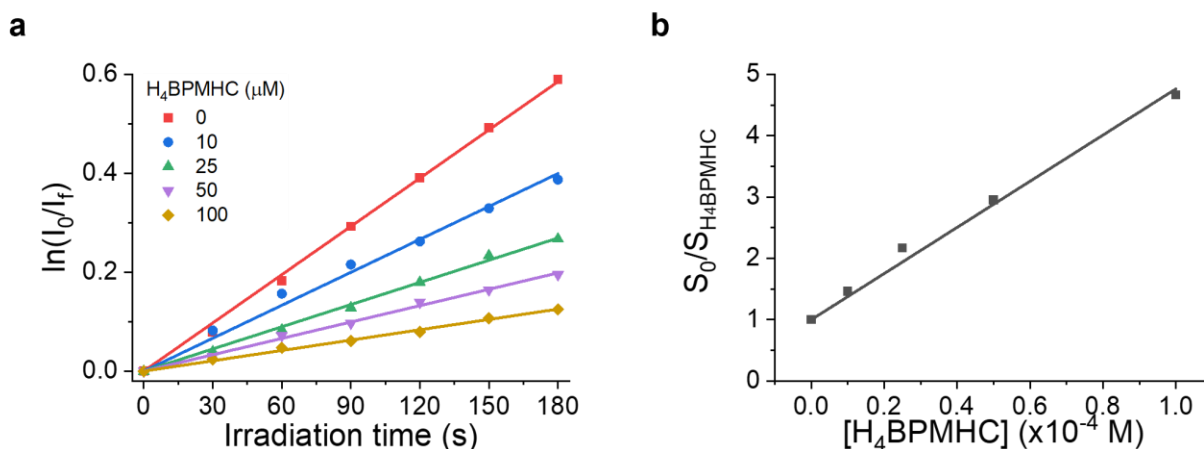 a
b
H₄BPMHC (μM)
0
10
25
50
100
ln(I₀/I_f)
0.6
0.4
0.2
0.0
0 30 60 90 120 150 180
Irradiation time (s)
S₀/S_H₄BPMHC
5
4
3
2
1
0
0.0 0.2 0.4 0.6 0.8 1.0
[H₄BPMHC] (x10⁻⁴ M)